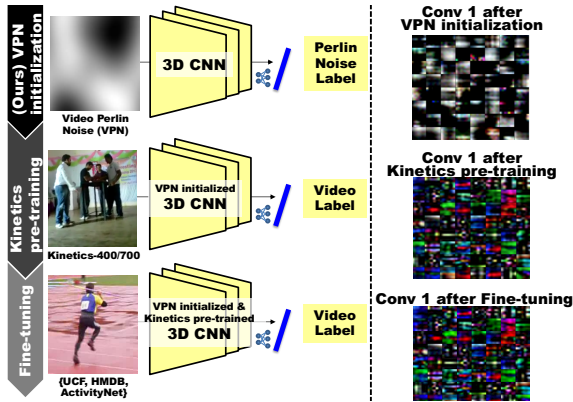 (Ours) VPN
initialization
Video Perlin
Noise (VPN)
3D CNN
Perlin
Noise
Label
Conv 1 after
VPN initialization
Kinetics
pre-training
Kinetics-400/700
VPN initialized
3D CNN
Video
Label
Conv 1 after
Kinetics pre-training
Fine-tuning
{UCF, HMDB,
ActivityNet}
VPN initialized &
Kinetics pre-trained
3D CNN
Video
Label
Conv 1 after Fine-tuning